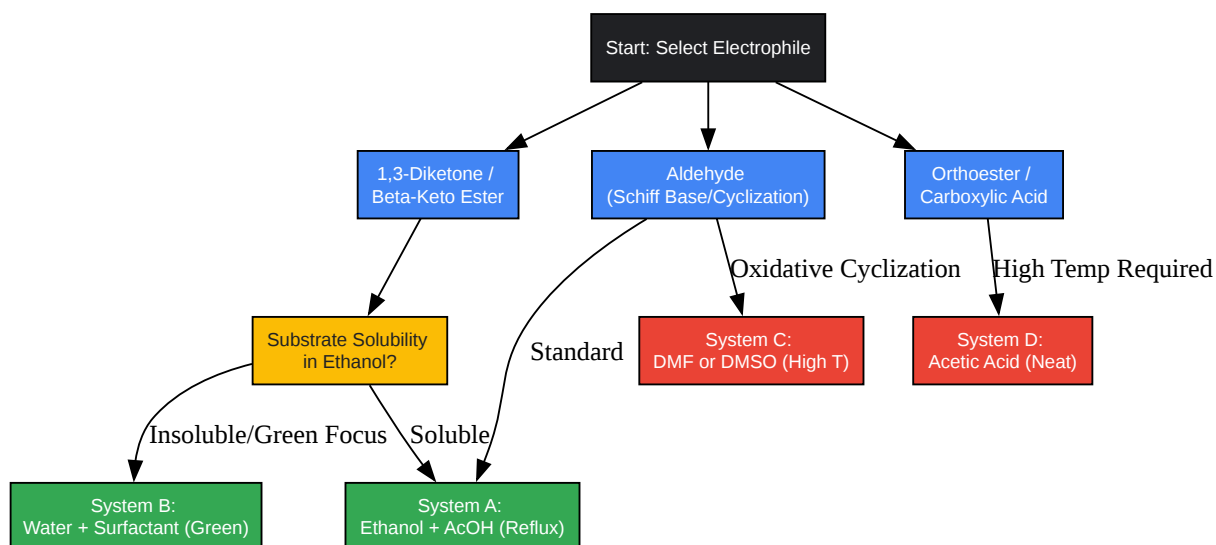 Start: Select Electrophile
1,3-Diketone /
Beta-Keto Ester
Aldehyde
(Schiff Base/Cyclization)
Orthoester /
Carboxylic Acid
Oxidative Cyclization
High Temp Required
Substrate Solubility
in Ethanol?
Standard
System C:
DMF or DMSO (High T)
System D:
Acetic Acid (Neat)
Insoluble/Green Focus
Soluble
System B:
Water + Surfactant (Green)
System A:
Ethanol + AcOH (Reflux)